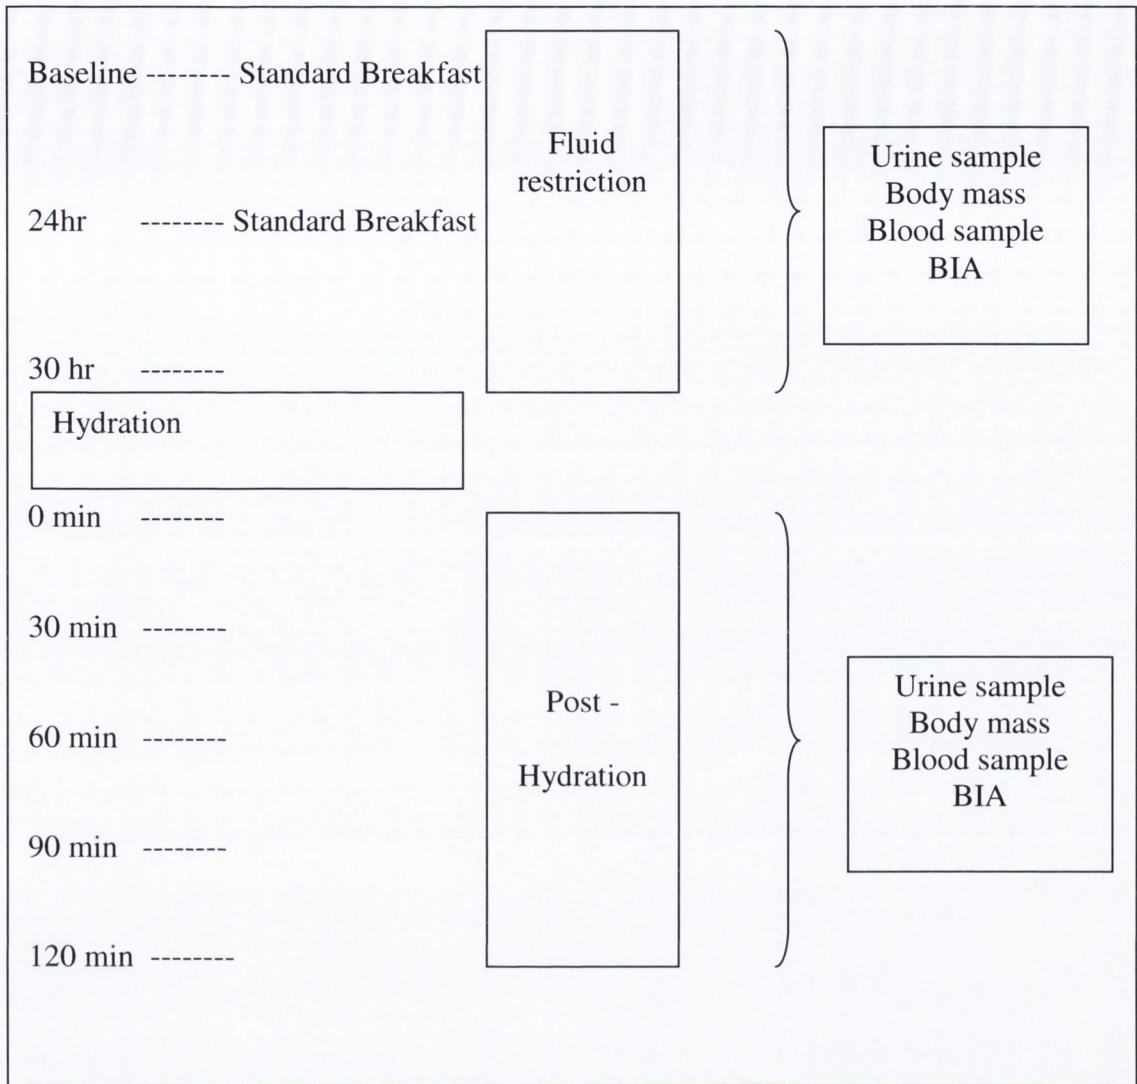 Baseline ------- Standard Breakfast
Fluid
restriction
Urine sample
Body mass
Blood sample
BIA
24hr ------- Standard Breakfast
30 hr -------
Hydration
0 min -------
30 min -------
60 min -------
90 min -------
120 min -------
Post -
Hydration
Urine sample
Body mass
Blood sample
BIA